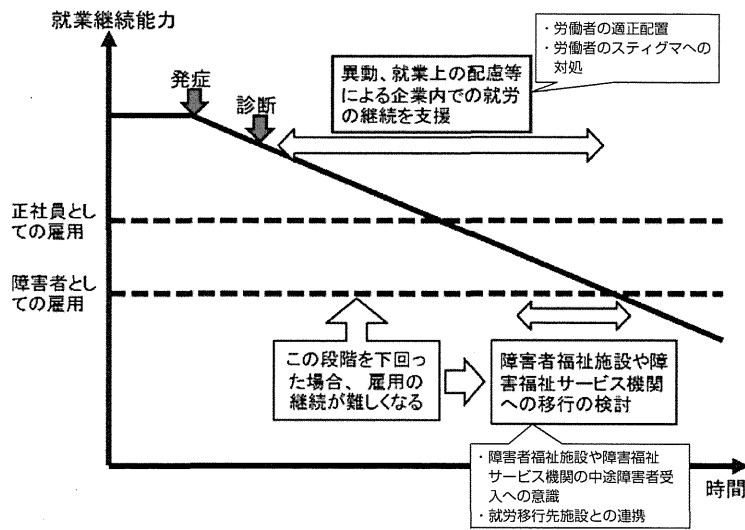 就業継続能力
・労働者の適正配置
・労働者のスティグマへの
対処
発症
異動、就業上の配慮等
による企業内での就労
の継続を支援
診断
正社員とし
ての雇用
障害者とし
ての雇用
この段階を下回っ
た場合、雇用の
継続が難しくなる
障害者福祉施設や障
害福祉サービス機関
への移行の検討
・障害者福祉施設や障害福祉
サービス機関の中途障害者受
入への意識
・就労移行先施設との連携
時間